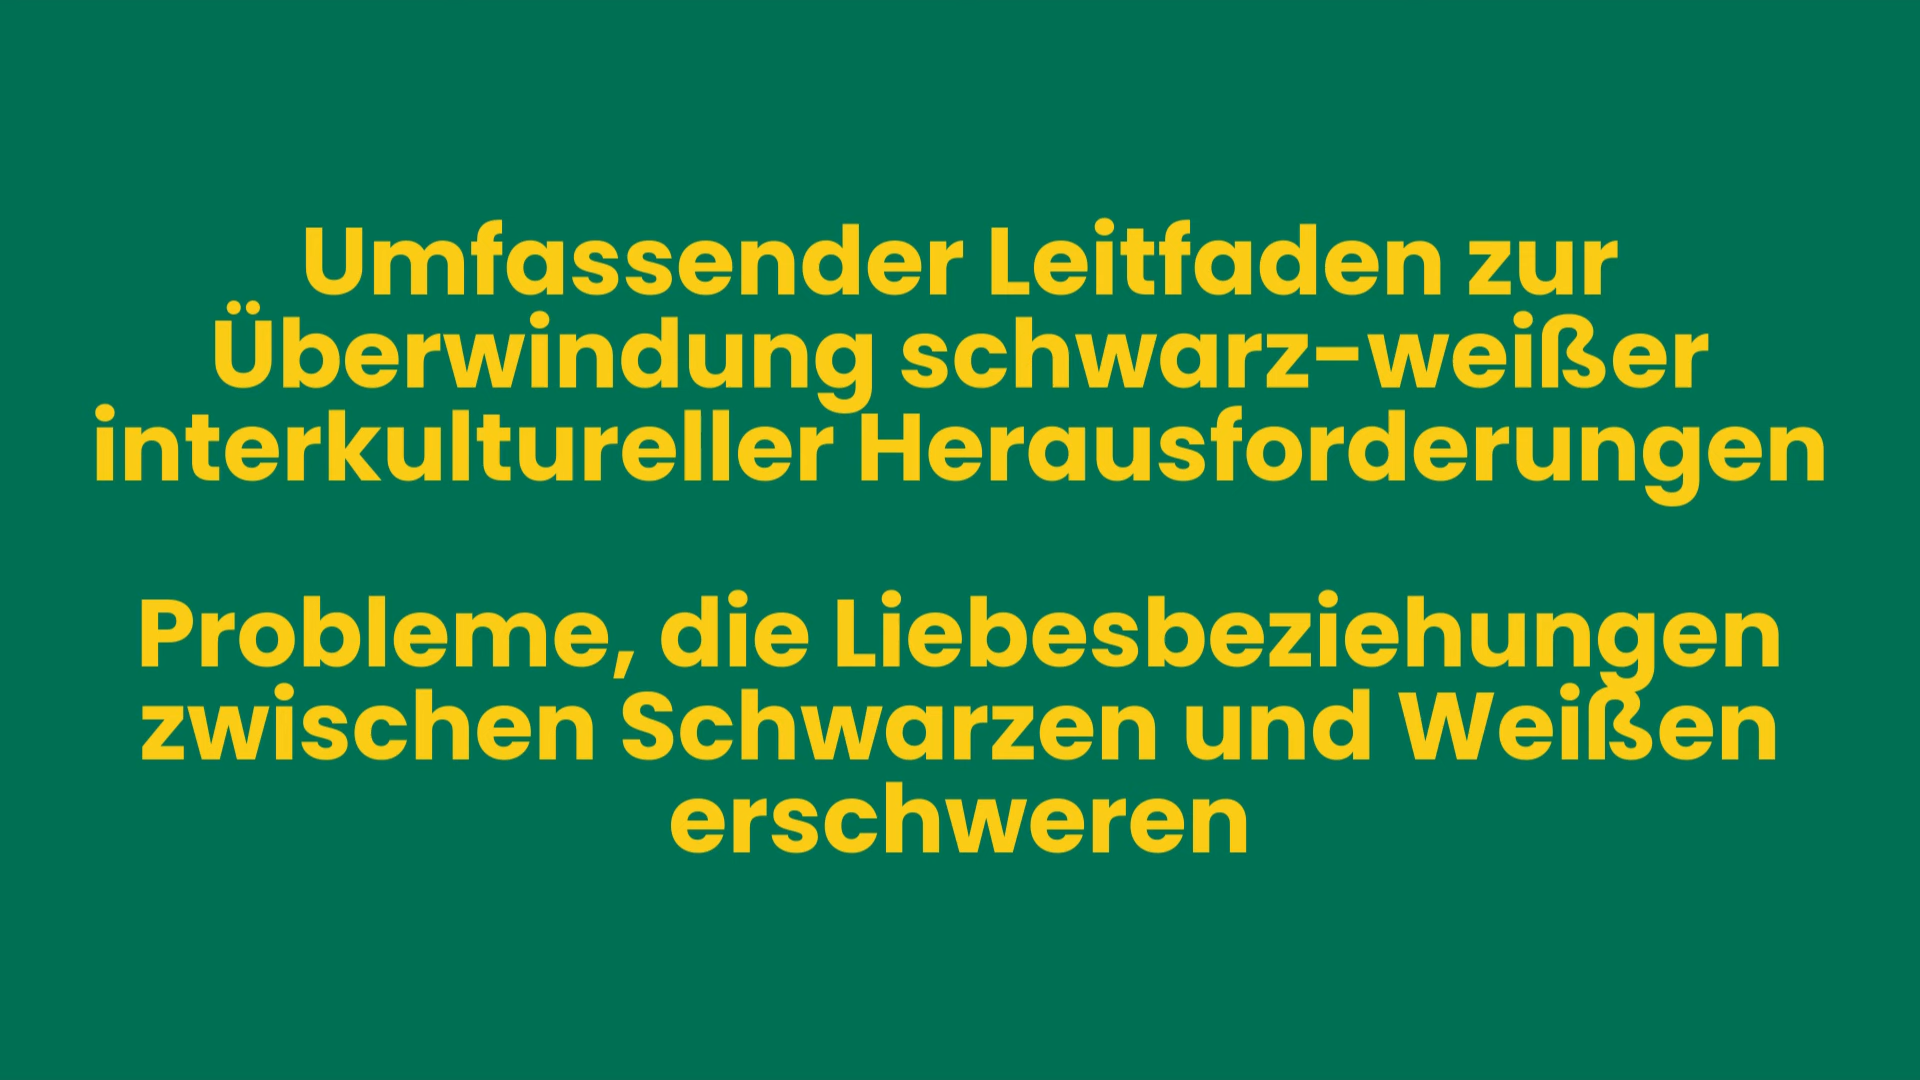 Umfassender Leitfaden zur
Überwindung schwarz-weißer
interkultureller Herausforderungen
Probleme, die Liebesbeziehungen
zwischen Schwarzen und Weißen
erschweren